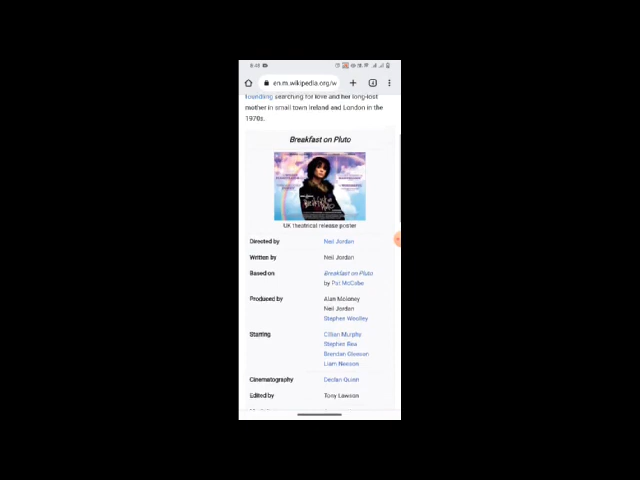 8:48
en.m.wikipedia.org/w
foundling searching for love and her long-lost
mother in small town Ireland and London in the
1970s.
Breakfast on Pluto
UK theatrical release poster
Directed by Neil Jordan
Written by Neil Jordan
Based on Breakfast on Pluto
by Pat McCabe
Produced by Alan Moloney
Neil Jordan
Stephen Woolley
Starring Cillian Murphy
Stephen Rea
Brendan Gleeson
Liam Neeson
Cinematography Declan Quinn
Edited by Tony Lawson